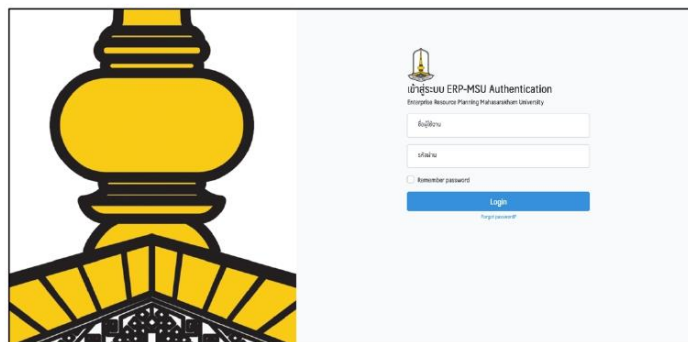 เข้าสู่ระบบ ERP-MSU Authentication
Enterprise Resource Planning Mahasarakham University
ชื่อผู้ใช้งาน
รหัสผ่าน
Remember password
Login
Forgot password?